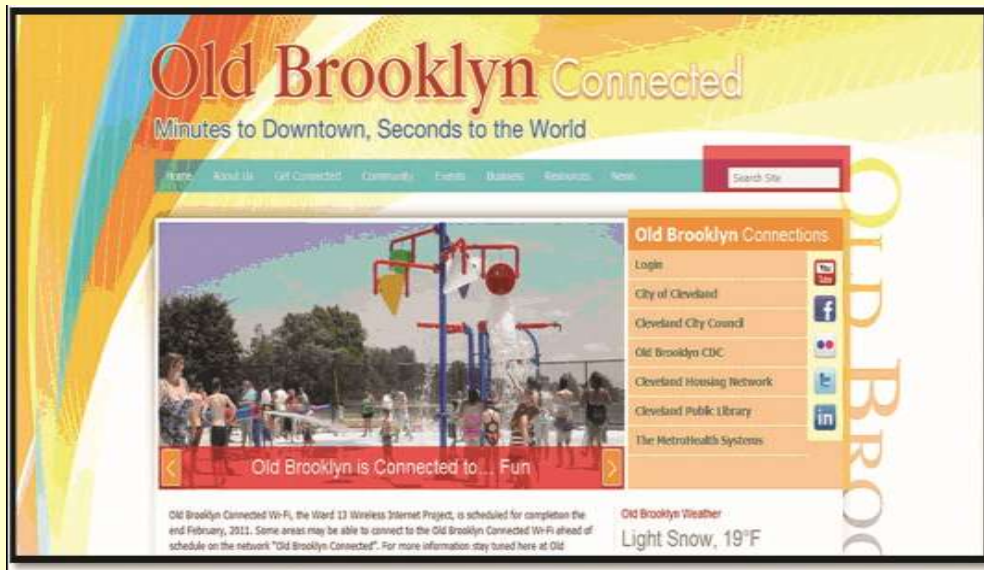 Old Brooklyn Connected
Minutes to Downtown, Seconds to the World
Home About Us Get Connected Community Events Business Resources News
Search Site
Old Brooklyn Connections
Login
City of Cleveland
Cleveland City Council
Old Brooklyn CDC
Cleveland Housing Network
Cleveland Public Library
The MetroHealth Systems
You
Tube
f
t
in
Old Brooklyn is Connected to... Fun
Old Brooklyn Connected Wi-Fi, the Ward 13 Wireless Internet Project, is scheduled for completion the
end February, 2011. Some areas may be able to connect to the Old Brooklyn Connected Wi-Fi ahead of
schedule on the network "Old Brooklyn Connected". For more information stay tuned here at Old
Old Brooklyn Weather
Light Snow, 19°F
OLD BROO